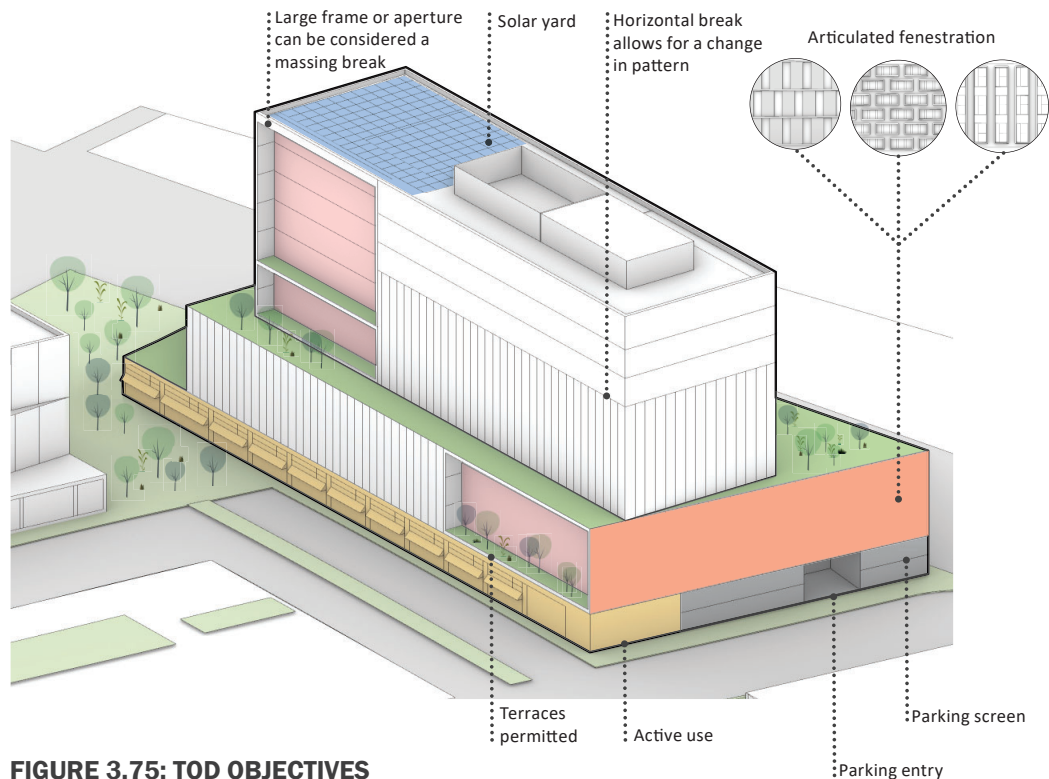 Large frame or aperture
can be considered a
massing break
Solar yard
Horizontal break
allows for a change
in pattern
Articulated fenestration
Terraces
permitted
Active use
Parking screen
Parking entry
FIGURE 3.75: TOD OBJECTIVES